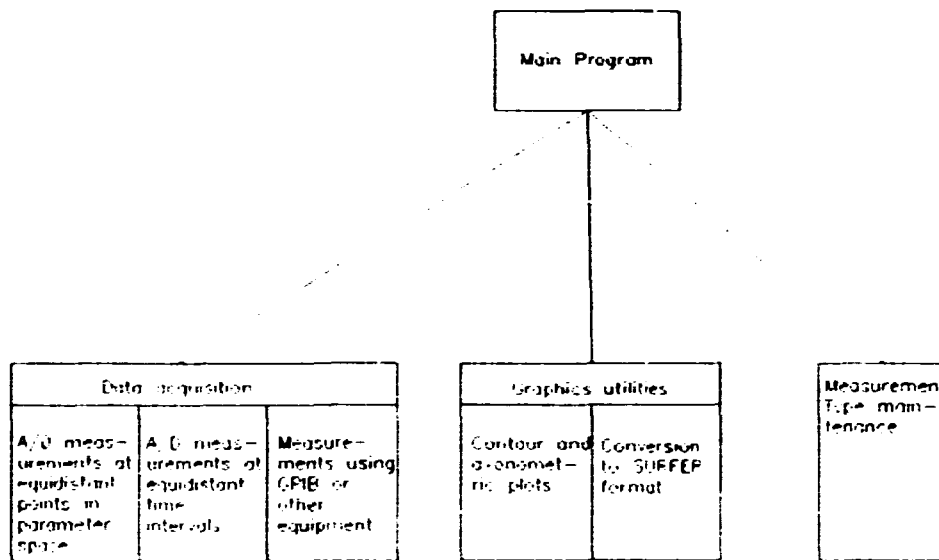 Main Program
Data acquisition
A/D meas-
urements at
equidistant
points in
parameter
space
A/D meas-
urements at
equidistant
time
intervals
Measure-
ments using
GPIB or
other
equipment
Graphics utilities
Contour and
axonomet-
ric plots
Conversion
to SURFER
format
Measuremen
Type main-
tenance